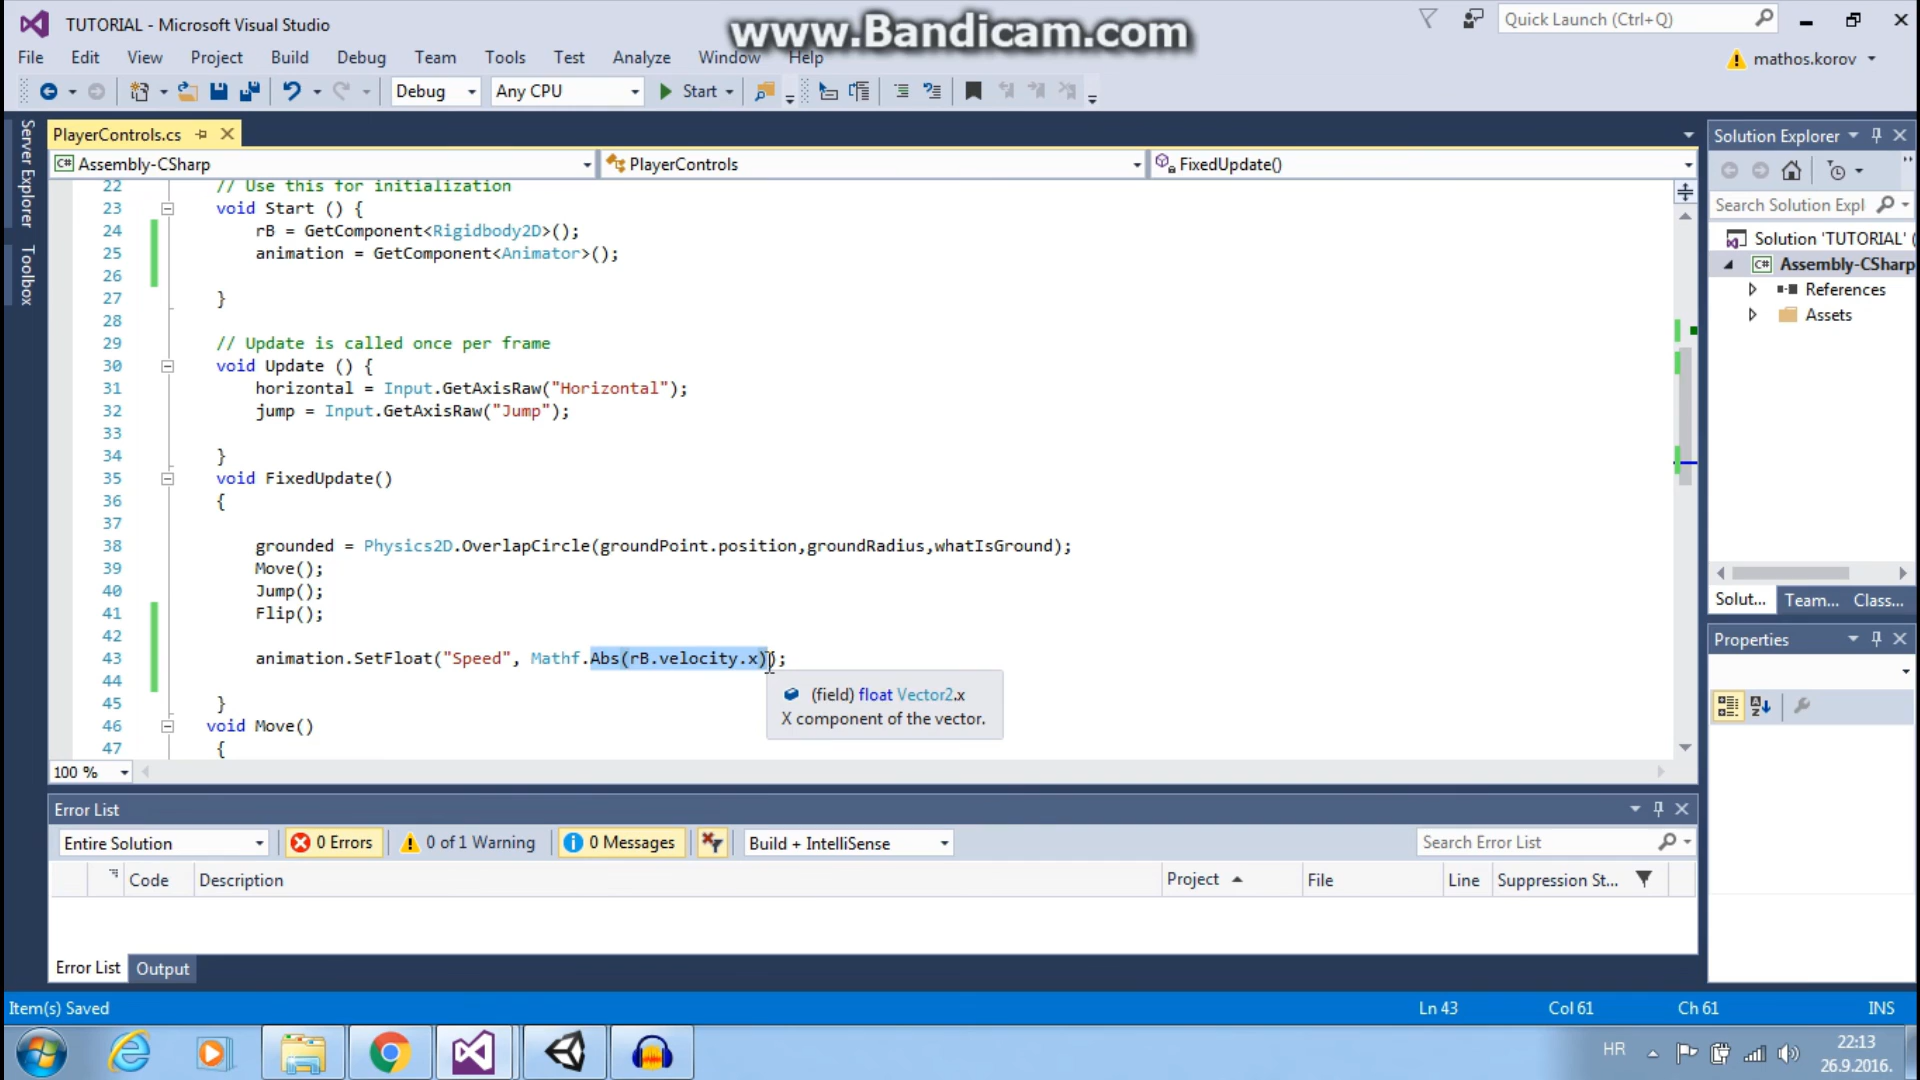 TUTORIAL - Microsoft Visual Studio
www.Bandicam.com
Quick Launch (Ctrl+Q)
File Edit View Project Build Debug Team Tools Test Analyze Window Help
mathos.korov
Debug Any CPU Start
Server Explorer
Toolbox
PlayerControls.cs
Assembly-CSharp PlayerControls FixedUpdate()
22 // Use this for initialization
23 void Start () {
24 rB = GetComponent<Rigidbody2D>();
25 animation = GetComponent<Animator>();
26
27 }
28
29 // Update is called once per frame
30 void Update () {
31 horizontal = Input.GetAxisRaw("Horizontal");
32 jump = Input.GetAxisRaw("Jump");
33
34 }
35 void FixedUpdate()
36 {
37
38 grounded = Physics2D.OverlapCircle(groundPoint.position,groundRadius,whatIsGround);
39 Move();
40 Jump();
41 Flip();
42
43 animation.SetFloat("Speed", Mathf.Abs(rB.velocity.x));
44
45 }
46 void Move()
47 {
(field) float Vector2.x
X component of the vector.
100 %
Solution Explorer
Search Solution Expl
Solution 'TUTORIAL' (
Assembly-CSharp
References
Assets
Solut... Team... Class...
Properties
Error List
Entire Solution 0 Errors 0 of 1 Warning 0 Messages Build + IntelliSense Search Error List
Code Description Project File Line Suppression St...
Error List Output
Item(s) Saved Ln 43 Col 61 Ch 61 INS
HR 22:13
26.9.2016.